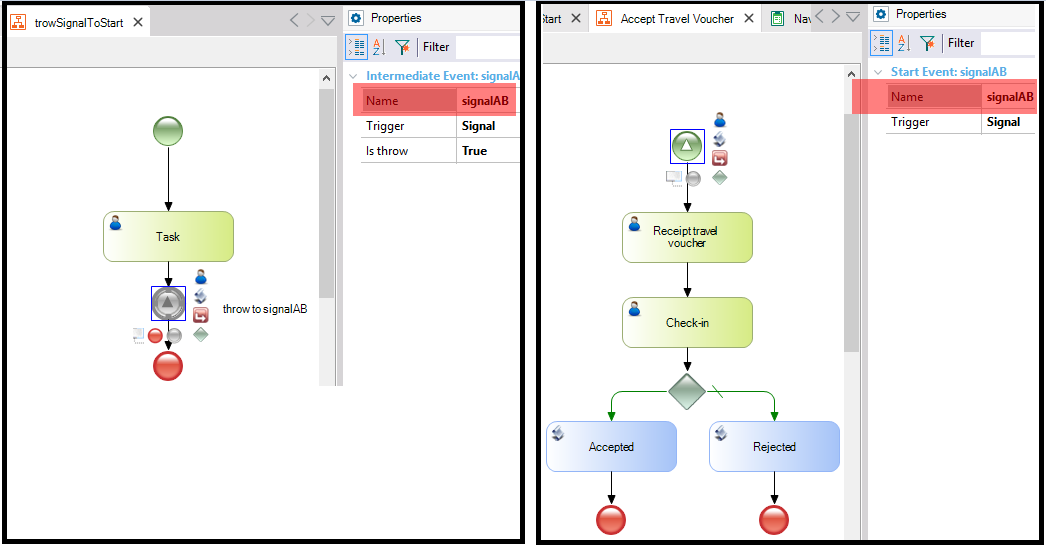 trowSignalToStart
Properties
Filter
Intermediate Event: signalA
Name signalAB
Trigger Signal
Is throw True
Task
throw to signalAB
Start
Accept Travel Voucher
Nav
Properties
Filter
Start Event: signalAB
Name signalAB
Trigger Signal
Receipt travel
voucher
Check-in
Accepted
Rejected